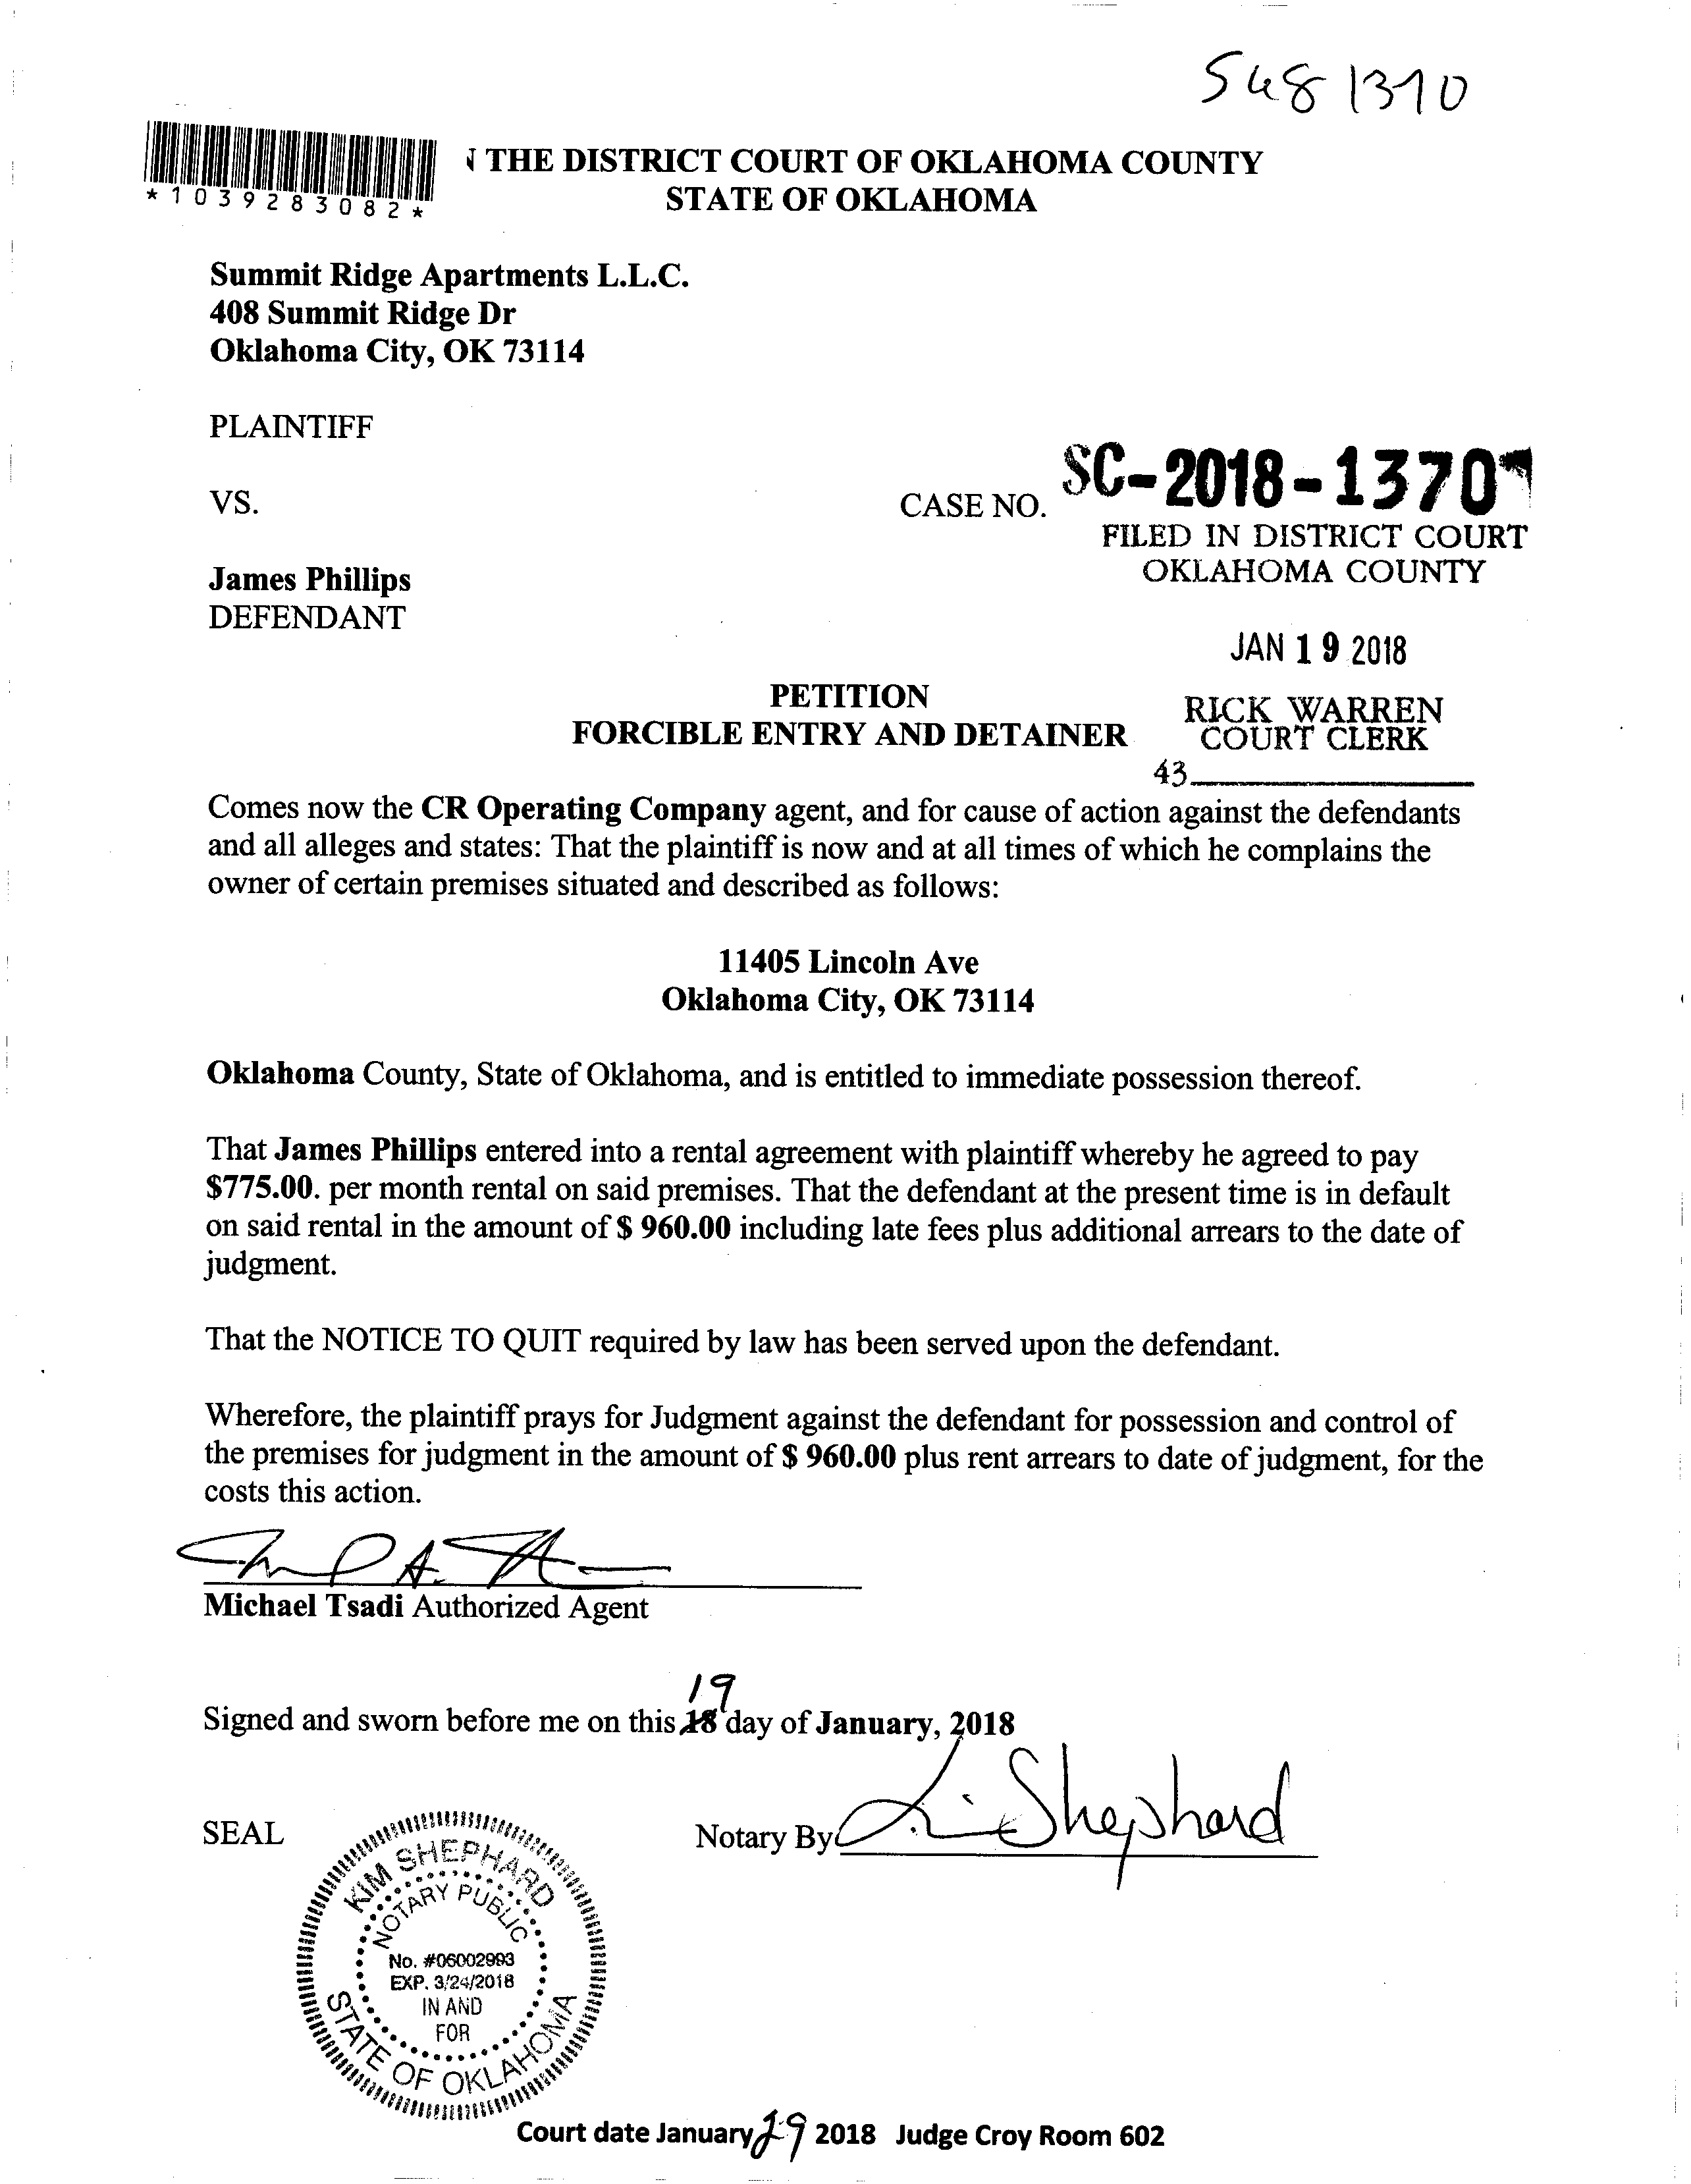 548 1370
*1039283082*
THE DISTRICT COURT OF OKLAHOMA COUNTY
STATE OF OKLAHOMA
Summit Ridge Apartments L.L.C.
408 Summit Ridge Dr
Oklahoma City, OK 73114
PLAINTIFF
VS.
CASE NO. SC-2018-1370
FILED IN DISTRICT COURT
OKLAHOMA COUNTY
James Phillips
DEFENDANT
JAN 19 2018
PETITION
FORCIBLE ENTRY AND DETAINER
RICK WARREN
COURT CLERK
43
Comes now the CR Operating Company agent, and for cause of action against the defendants
and all alleges and states: That the plaintiff is now and at all times of which he complains the
owner of certain premises situated and described as follows:
11405 Lincoln Ave
Oklahoma City, OK 73114
Oklahoma County, State of Oklahoma, and is entitled to immediate possession thereof.
That James Phillips entered into a rental agreement with plaintiff whereby he agreed to pay
$775.00. per month rental on said premises. That the defendant at the present time is in default
on said rental in the amount of $ 960.00 including late fees plus additional arrears to the date of
judgment.
That the NOTICE TO QUIT required by law has been served upon the defendant.
Wherefore, the plaintiff prays for Judgment against the defendant for possession and control of
the premises for judgment in the amount of $ 960.00 plus rent arrears to date of judgment, for the
costs this action.
Michael Tsadi Authorized Agent
19
Signed and sworn before me on this 18 day of January, 2018
SEAL
Notary By Shephard
KIM SHEPHARD
NOTARY PUBLIC
No. #06002993
EXP. 3/24/2018
IN AND
FOR
STATE OF OKLAHOMA
Court date January 29 2018 Judge Croy Room 602